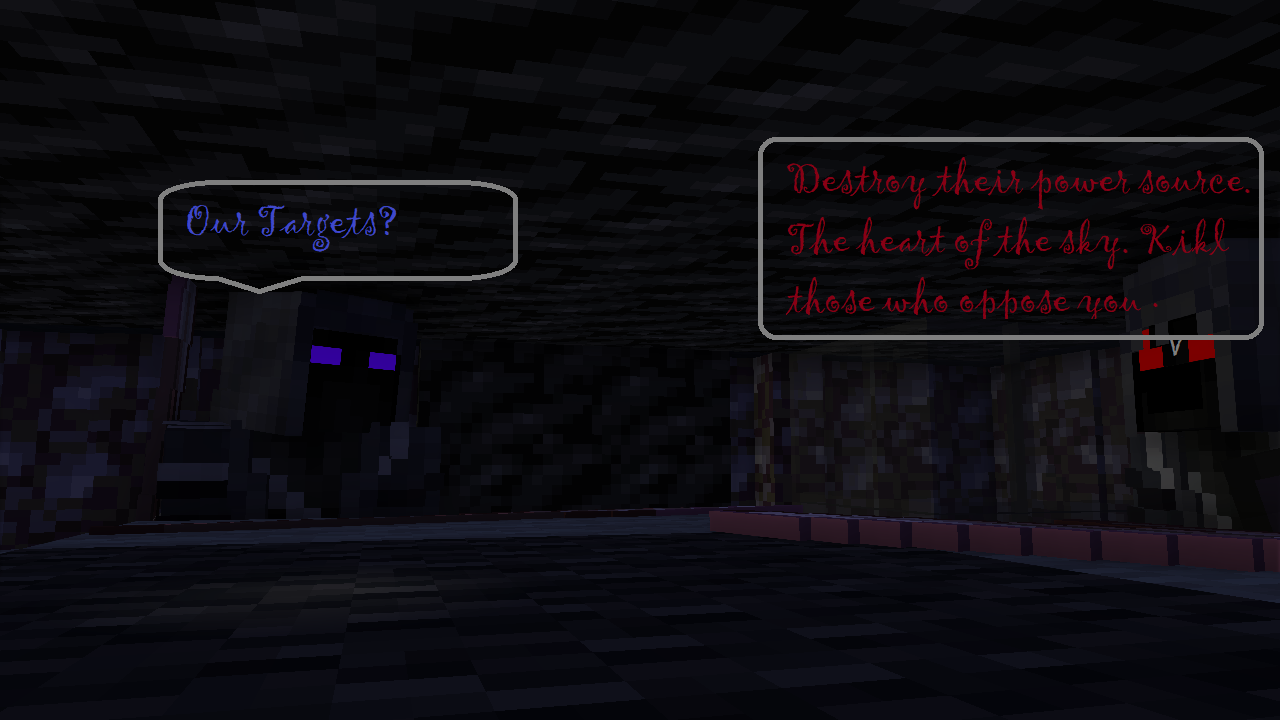 Our Targets?
Destroy their power source.
The heart of the sky. Kikl
those who oppose you .
V